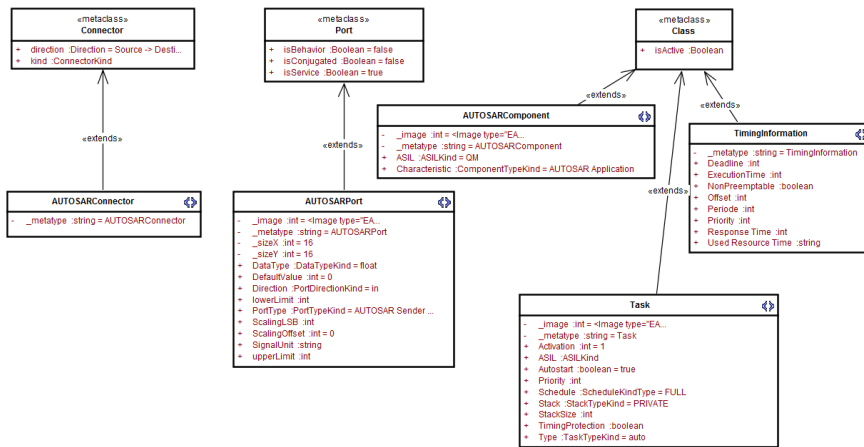 «metaclass»
Connector
+ direction :Direction = Source -> Desti...
+ kind :ConnectorKind
«metaclass»
Port
+ isBehavior :Boolean = false
+ isConjugated :Boolean = false
+ isService :Boolean = true
«metaclass»
Class
+ isActive :Boolean
«extends»
«extends»
«extends»
«extends»
«extends»
AUTOSARComponent
- _image :int = <Image type="EA...
- _metatype :string = AUTOSARComponent
+ ASIL :ASILKind = QM
+ Characteristic :ComponentTypeKind = AUTOSAR Application
TimingInformation
- _metatype :string = TimingInformation
+ Deadline :int
+ ExecutionTime :int
+ NonPreemptable :boolean
+ Offset :int
+ Periode :int
+ Priority :int
+ Response Time :int
+ Used Resource Time :string
AUTOSARConnector
- _metatype :string = AUTOSARConnector
AUTOSARPort
- _image :int = <Image type="EA...
- _metatype :string = AUTOSARPort
- _sizeX :int = 16
- _sizeY :int = 16
+ DataType :DataTypeKind = float
+ DefaultValue :int = 0
+ Direction :PortDirectionKind = in
+ lowerLimit :int
+ PortType :PortTypeKind = AUTOSAR Sender ...
+ ScalingLSB :int
+ ScalingOffset :int = 0
+ SignalUnit :string
+ upperLimit :int
Task
- _image :int = <Image type="EA...
- _metatype :string = Task
+ Activation :int = 1
+ ASIL :ASILKind
+ Autostart :boolean = true
+ Priority :int
+ Schedule :ScheduleKindType = FULL
+ Stack :StackTypeKind = PRIVATE
+ StackSize :int
+ TimingProtection :boolean
+ Type :TaskTypeKind = auto